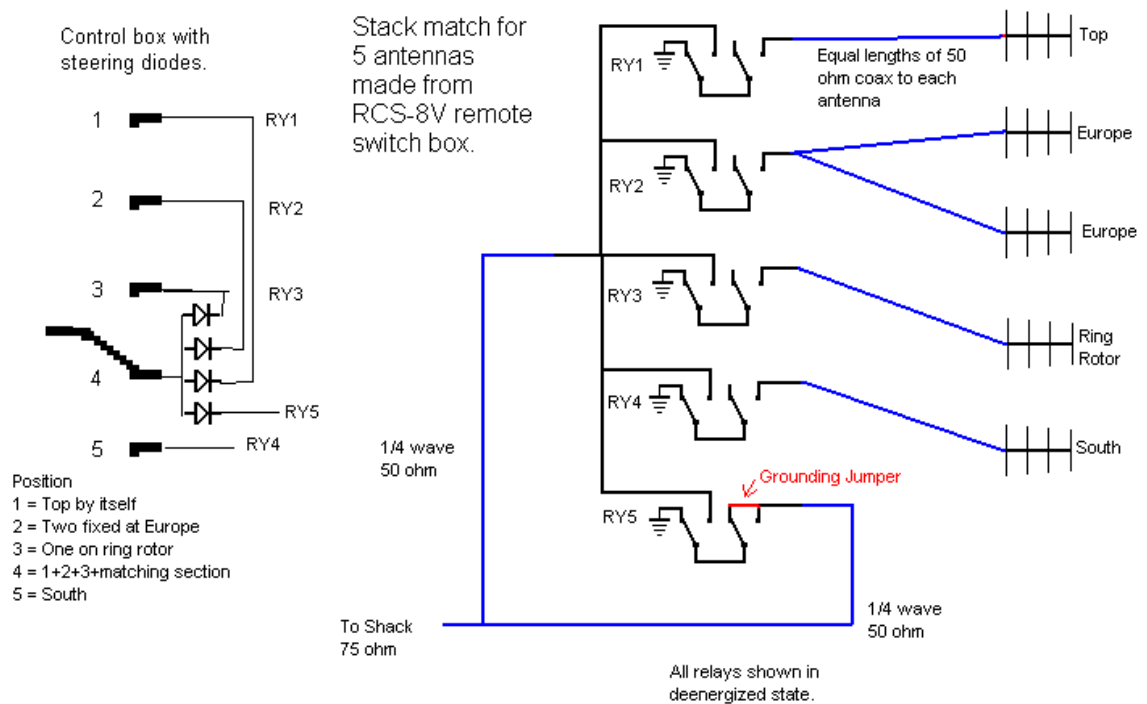 Control box with
steering diodes.
1
RY1
2
RY2
3
RY3
4
RY5
5
RY4
Position
1 = Top by itself
2 = Two fixed at Europe
3 = One on ring rotor
4 = 1+2+3+matching section
5 = South
Stack match for
5 antennas
made from
RCS-8V remote
switch box.
RY1
Equal lengths of 50
ohm coax to each
antenna
Top
RY2
Europe
Europe
RY3
Ring
Rotor
RY4
South
1/4 wave
50 ohm
Grounding Jumper
RY5
To Shack
75 ohm
1/4 wave
50 ohm
All relays shown in
deenergized state.